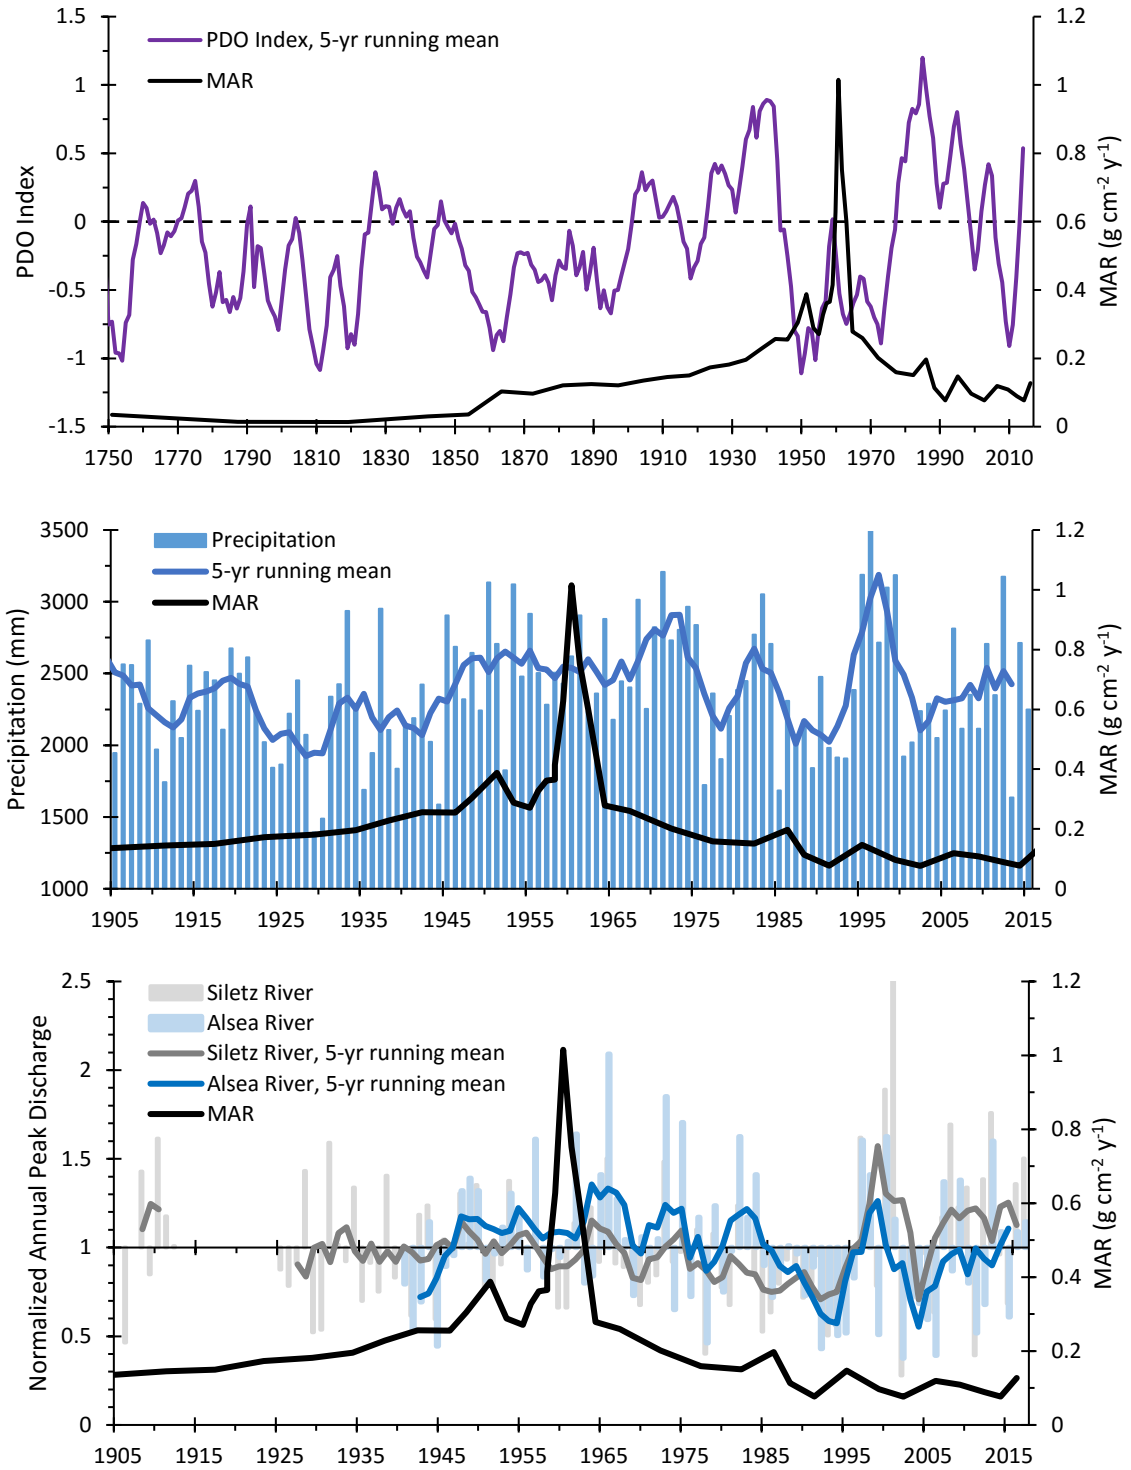 1.5
1
0.5
0
-0.5
-1
-1.5
PDO Index
PDO Index, 5-yr running mean
MAR
1.2
1
0.8
0.6
0.4
0.2
0
MAR (g cm⁻² y⁻¹)
1750 1770 1790 1810 1830 1850 1870 1890 1910 1930 1950 1970 1990 2010
3500
3000
2500
2000
1500
1000
Precipitation (mm)
Precipitation
5-yr running mean
MAR
1.2
1
0.8
0.6
0.4
0.2
0
MAR (g cm⁻² y⁻¹)
1905 1915 1925 1935 1945 1955 1965 1975 1985 1995 2005 2015
2.5
2
1.5
1
0.5
0
Normalized Annual Peak Discharge
Siletz River
Alsea River
Siletz River, 5-yr running mean
Alsea River, 5-yr running mean
MAR
1.2
1
0.8
0.6
0.4
0.2
0
MAR (g cm⁻² y⁻¹)
1905 1915 1925 1935 1945 1955 1965 1975 1985 1995 2005 2015